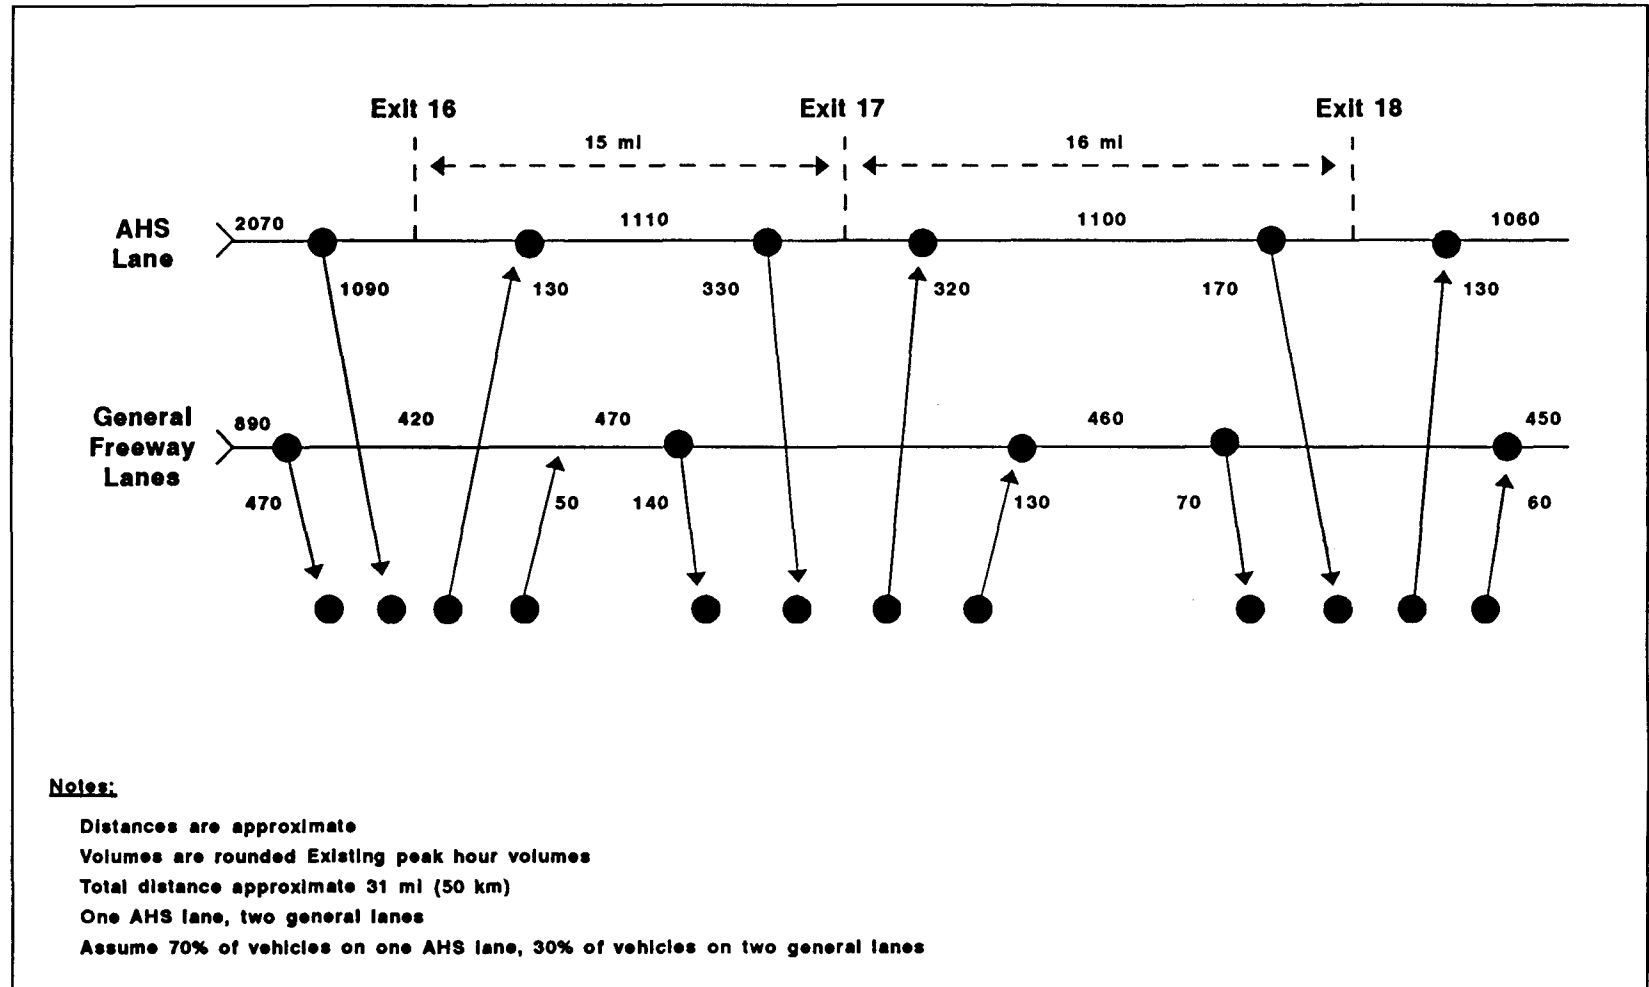 Exit 16 Exit 17 Exit 18
15 mi 16 mi
AHS
Lane
2070 1110 1100 1060
1090 130 330 320 170 130
General
Freeway
Lanes
890 420 470 460 450
470 50 140 130 70 60
Notes:
Distances are approximate
Volumes are rounded Existing peak hour volumes
Total distance approximate 31 mi (50 km)
One AHS lane, two general lanes
Assume 70% of vehicles on one AHS lane, 30% of vehicles on two general lanes